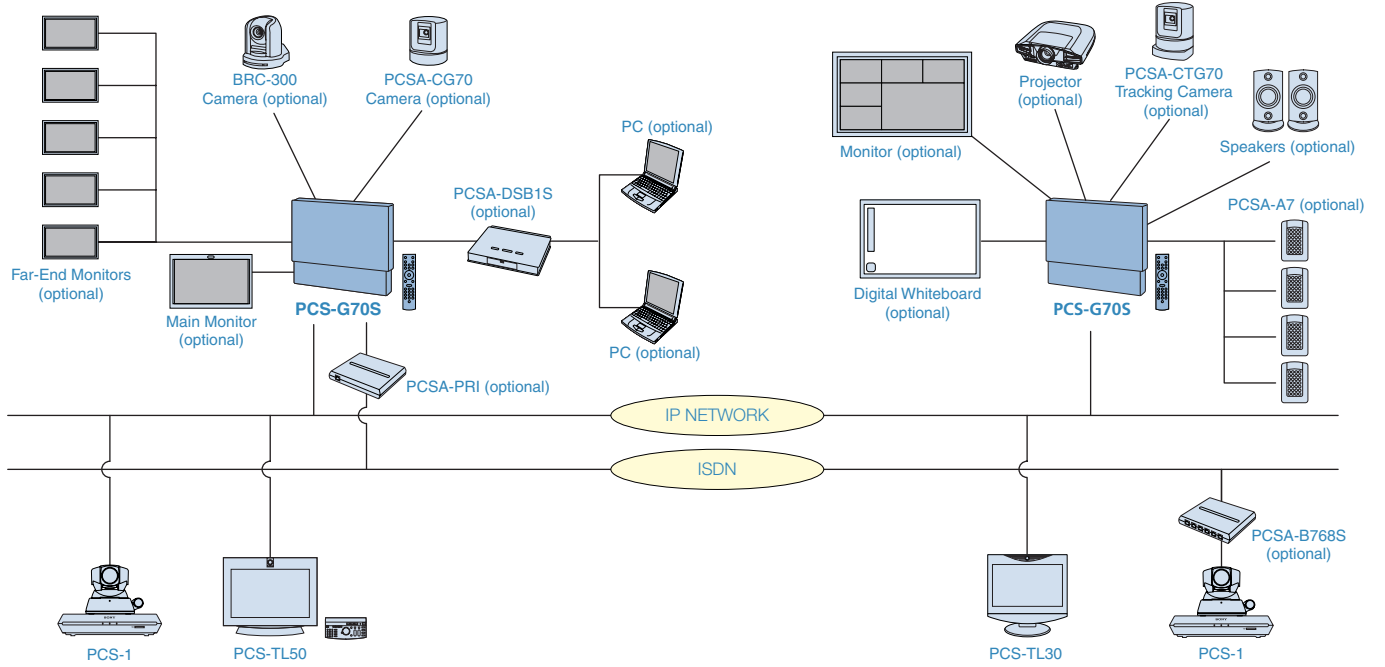 BRC-300
Camera (optional)
PCSA-CG70
Camera (optional)
Projector
(optional)
PCSA-CTG70
Tracking Camera
(optional)
PC (optional)
Monitor (optional)
Speakers (optional)
PCSA-DSB1S
(optional)
PCSA-A7 (optional)
Far-End Monitors
(optional)
Main Monitor
(optional)
PCS-G70S
Digital Whiteboard
(optional)
PCS-G70S
PC (optional)
PCSA-PRI (optional)
IP NETWORK
ISDN
PCSA-B768S
(optional)
SONY
SONY
PCS-1
PCS-TL50
PCS-TL30
PCS-1